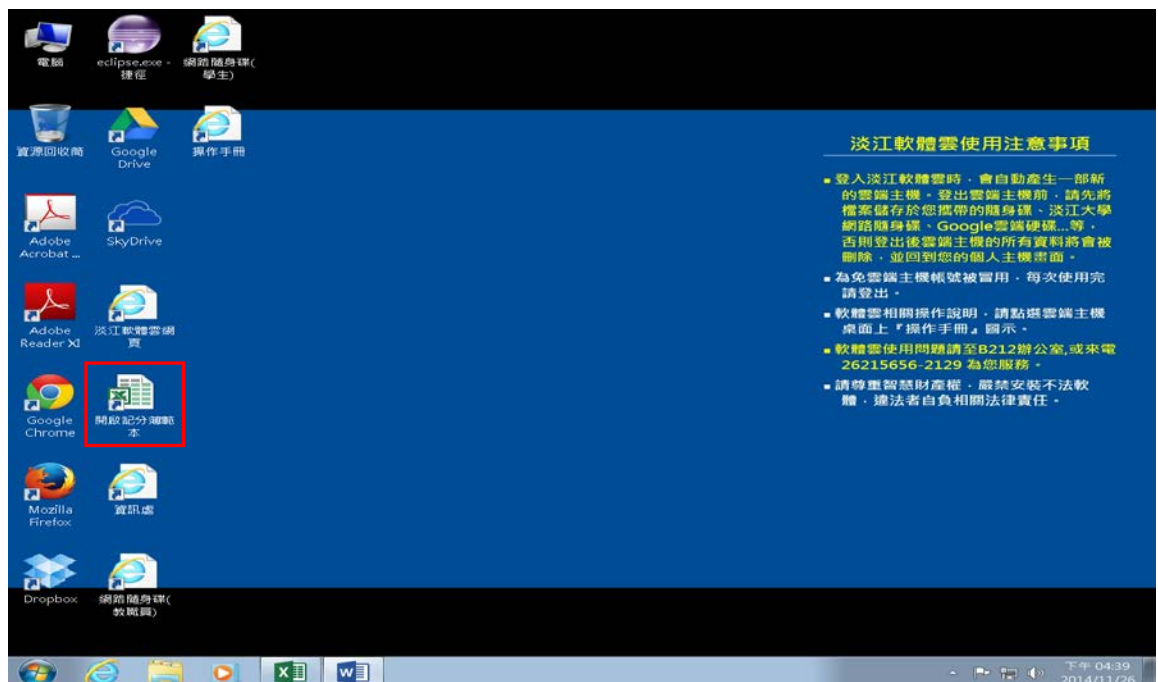 電腦
eclipse.exe -
捷徑
網路隨身碟(
學生)
資源回收筒
Google
Drive
操作手冊
Adobe
Acrobat ...
SkyDrive
Adobe
Reader XI
淡江軟體雲網
頁
Google
Chrome
開啟記分簿範
本
Mozilla
Firefox
資訊處
Dropbox
網路隨身碟(
教職員)
淡江軟體雲使用注意事項
登入淡江軟體雲時，會自動產生一部新
的雲端主機。登出雲端主機前，請先將
檔案儲存於您攜帶的隨身碟、淡江大學
網路隨身碟、Google雲端硬碟...等，
否則登出後雲端主機的所有資料將會被
刪除，並回到您的個人主機畫面。
為免雲端主機帳號被冒用，每次使用完
請登出。
軟體雲相關操作說明，請點選雲端主機
桌面上『操作手冊』圖示。
軟體雲使用問題請至B212辦公室,或來電
26215656-2129 為您服務。
請尊重智慧財產權，嚴禁安裝不法軟
體，違法者自負相關法律責任。
下午 04:39
2014/11/26